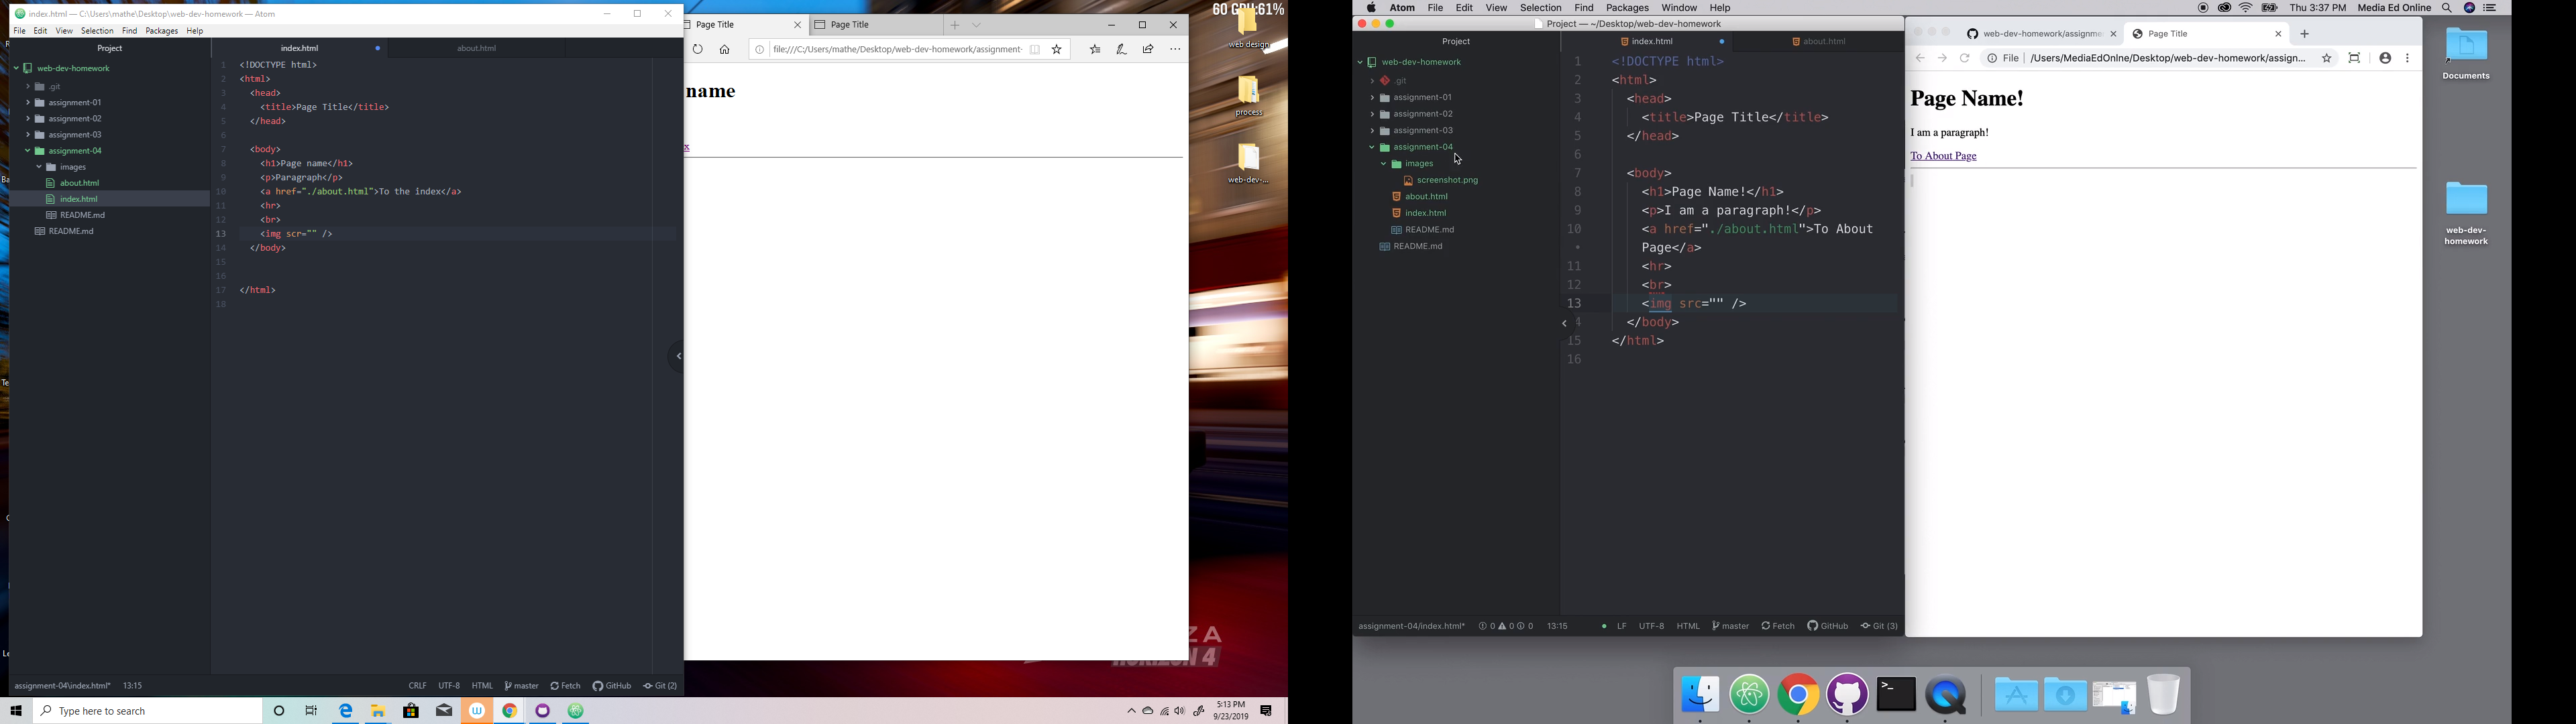 index.html — C:\Users\mathe\Desktop\web-dev-homework — Atom
File Edit View Selection Find Packages Help
Project
web-dev-homework
.git
assignment-01
assignment-02
assignment-03
assignment-04
images
about.html
index.html
README.md
README.md
index.html about.html
1 <!DOCTYPE html>
2 <html>
3 <head>
4 <title>Page Title</title>
5 </head>
6
7 <body>
8 <h1>Page name</h1>
9 <p>Paragraph</p>
10 <a href="./about.html">To the index</a>
11 <hr>
12 <br>
13 <img scr="" />
14 </body>
15
16
17 </html>
18
assignment-04\index.html* 13:15 CRLF UTF-8 HTML master Fetch GitHub Git (2)
Page Title Page Title
file:///C:/Users/mathe/Desktop/web-dev-homework/assignment-
name
x
60 GPU:61%
web design
process
web-dev-...
ZA
HORIZON 4
Type here to search
5:13 PM
9/23/2019
Atom File Edit View Selection Find Packages Window Help
Thu 3:37 PM Media Ed Online
Project — ~/Desktop/web-dev-homework
Project
web-dev-homework
.git
assignment-01
assignment-02
assignment-03
assignment-04
images
screenshot.png
about.html
index.html
README.md
README.md
index.html about.html
1 <!DOCTYPE html>
2 <html>
3 <head>
4 <title>Page Title</title>
5 </head>
6
7 <body>
8 <h1>Page Name!</h1>
9 <p>I am a paragraph!</p>
10 <a href="./about.html">To About
• Page</a>
11 <hr>
12 <br>
13 <img src="" />
4 </body>
15 </html>
16
assignment-04/index.html* 0 0 0 13:15 LF UTF-8 HTML master Fetch GitHub Git (3)
web-dev-homework/assignme Page Title
File /Users/MediaEdOnlne/Desktop/web-dev-homework/assign...
Page Name!
I am a paragraph!
To About Page
Documents
web-dev-
homework